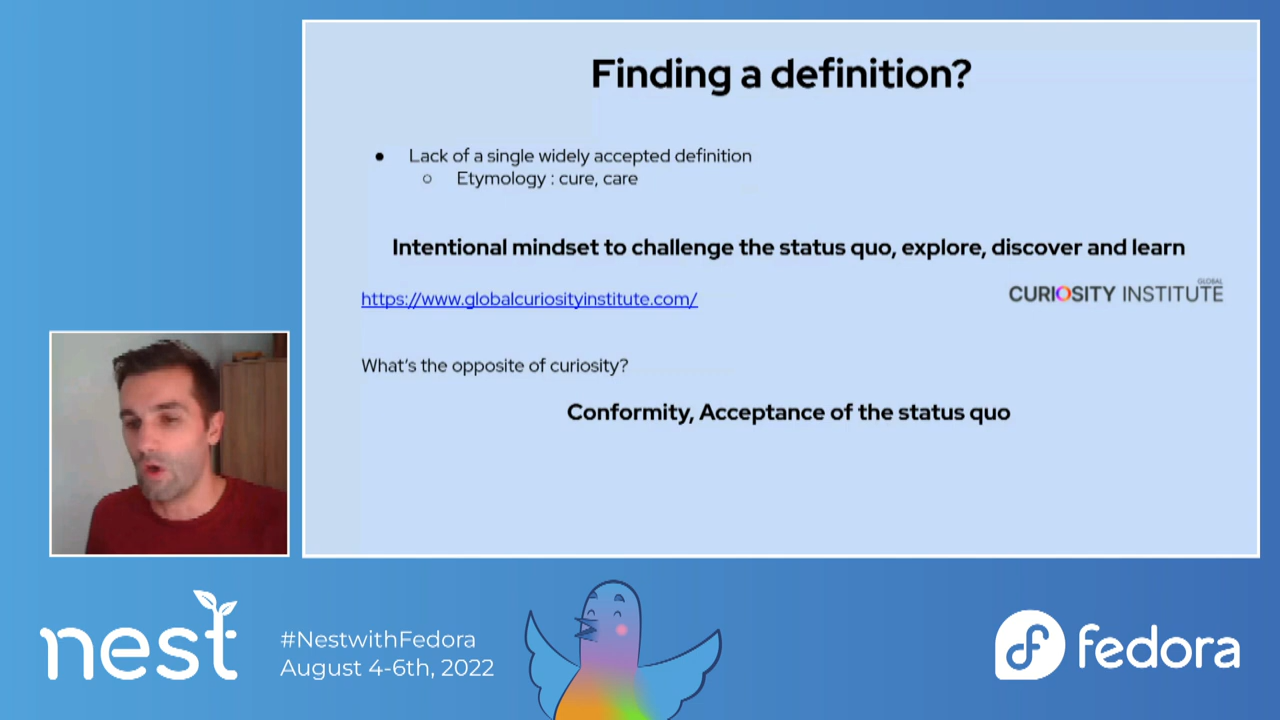 Finding a definition?
● Lack of a single widely accepted definition
○ Etymology : cure, care
Intentional mindset to challenge the status quo, explore, discover and learn
https://www.globalcuriosityinstitute.com/
GLOBAL
CURIOSITY INSTITUTE
What's the opposite of curiosity?
Conformity, Acceptance of the status quo
nest
#NestwithFedora
August 4-6th, 2022
fedora